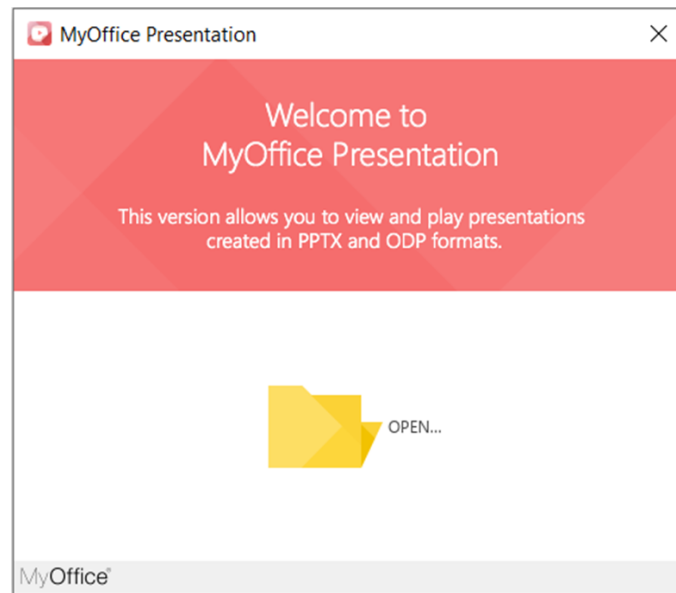 MyOffice Presentation
Welcome to
MyOffice Presentation
This version allows you to view and play presentations
created in PPTX and ODP formats.
OPEN...
MyOffice®